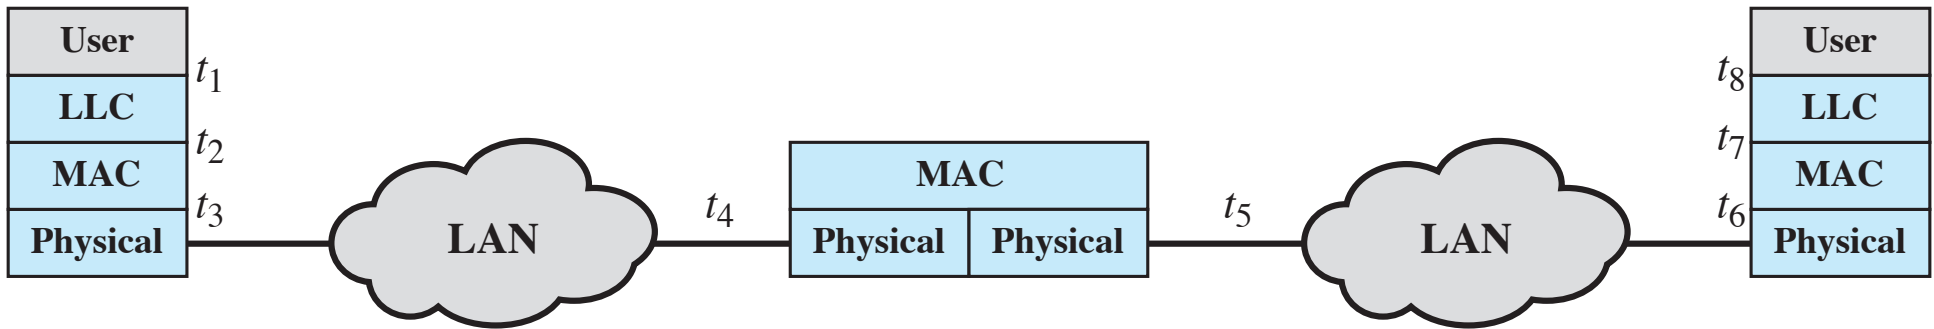 User
t1
LLC
t2
MAC
t3
Physical
LAN
t4
MAC
Physical
Physical
t5
LAN
User
t8
LLC
t7
MAC
t6
Physical